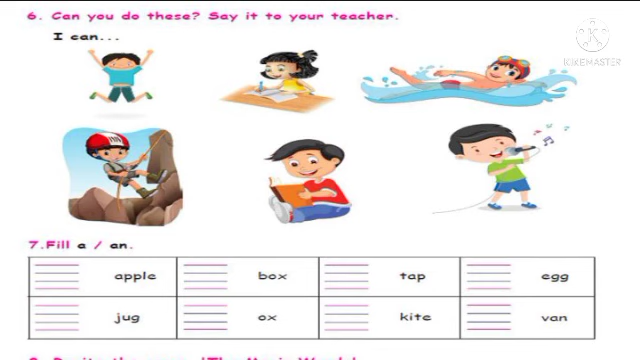 6. Can you do these? Say it to your teacher.
I can...
KINEMASTER
7.Fill a / an.
apple box tap egg
jug ox kite van